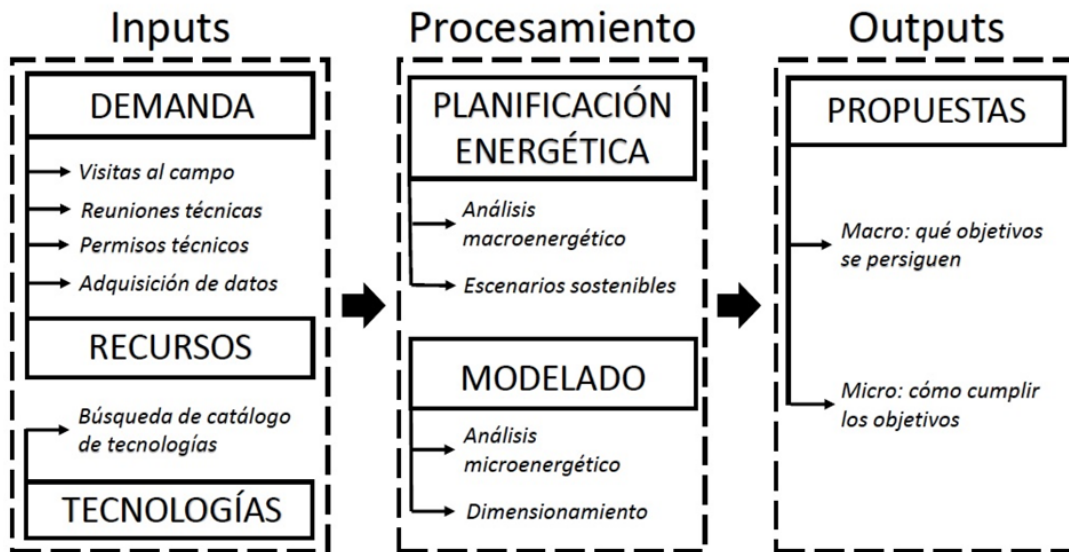 Inputs
DEMANDA
Visitas al campo
Reuniones técnicas
Permisos técnicos
Adquisición de datos
RECURSOS
Búsqueda de catálogo
de tecnologías
TECNOLOGÍAS
Procesamiento
PLANIFICACIÓN
ENERGÉTICA
Análisis
macroenergético
Escenarios sostenibles
MODELADO
Análisis
microenergético
Dimensionamiento
Outputs
PROPUESTAS
Macro: qué objetivos
se persiguen
Micro: cómo cumplir
los objetivos